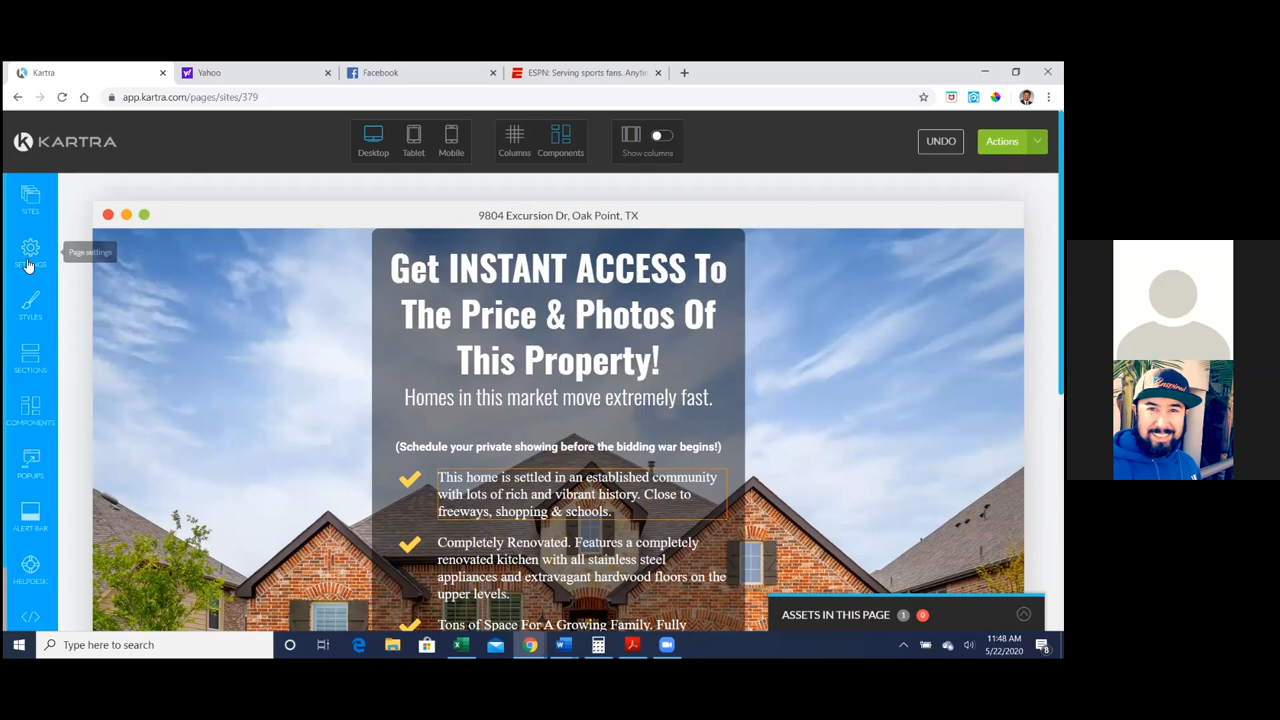 Kartra
Yahoo
Facebook
ESPN: Serving sports fans. Anytin
app.kartra.com/pages/sites/379
KARTRA
Desktop
Tablet
Mobile
Columns
Components
Show columns
UNDO
Actions
SITES
Page settings
SETTINGS
STYLES
SECTIONS
COMPONENTS
POPUPS
ALERT BAR
HELPDESK
9804 Excursion Dr, Oak Point, TX
Get INSTANT ACCESS To
The Price & Photos Of
This Property!
Homes in this market move extremely fast.
(Schedule your private showing before the bidding war begins!)
This home is settled in an established community
with lots of rich and vibrant history. Close to
freeways, shopping & schools.
Completely Renovated. Features a completely
renovated kitchen with all stainless steel
appliances and extravagant hardwood floors on the
upper levels.
Tons of Space For A Growing Family. Fully
ASSETS IN THIS PAGE 1 0
Type here to search
11:48 AM
5/22/2020
8
Inspired